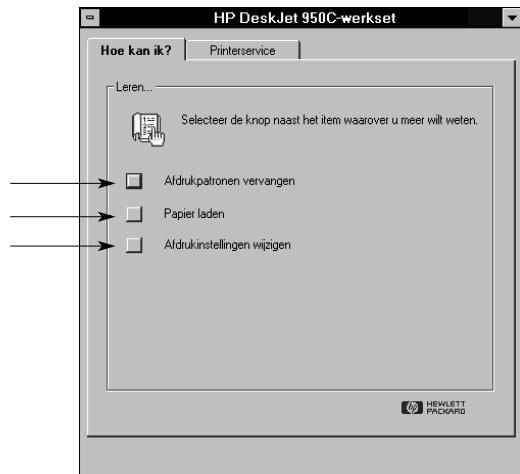 HP DeskJet 950C-werkset
Hoe kan ik? Printerservice
Leren...
Selecteer de knop naast het item waarover u meer wilt weten.
Afdrukpatronen vervangen
Papier laden
Afdrukinstellingen wijzigen
hp HEWLETT
PACKARD